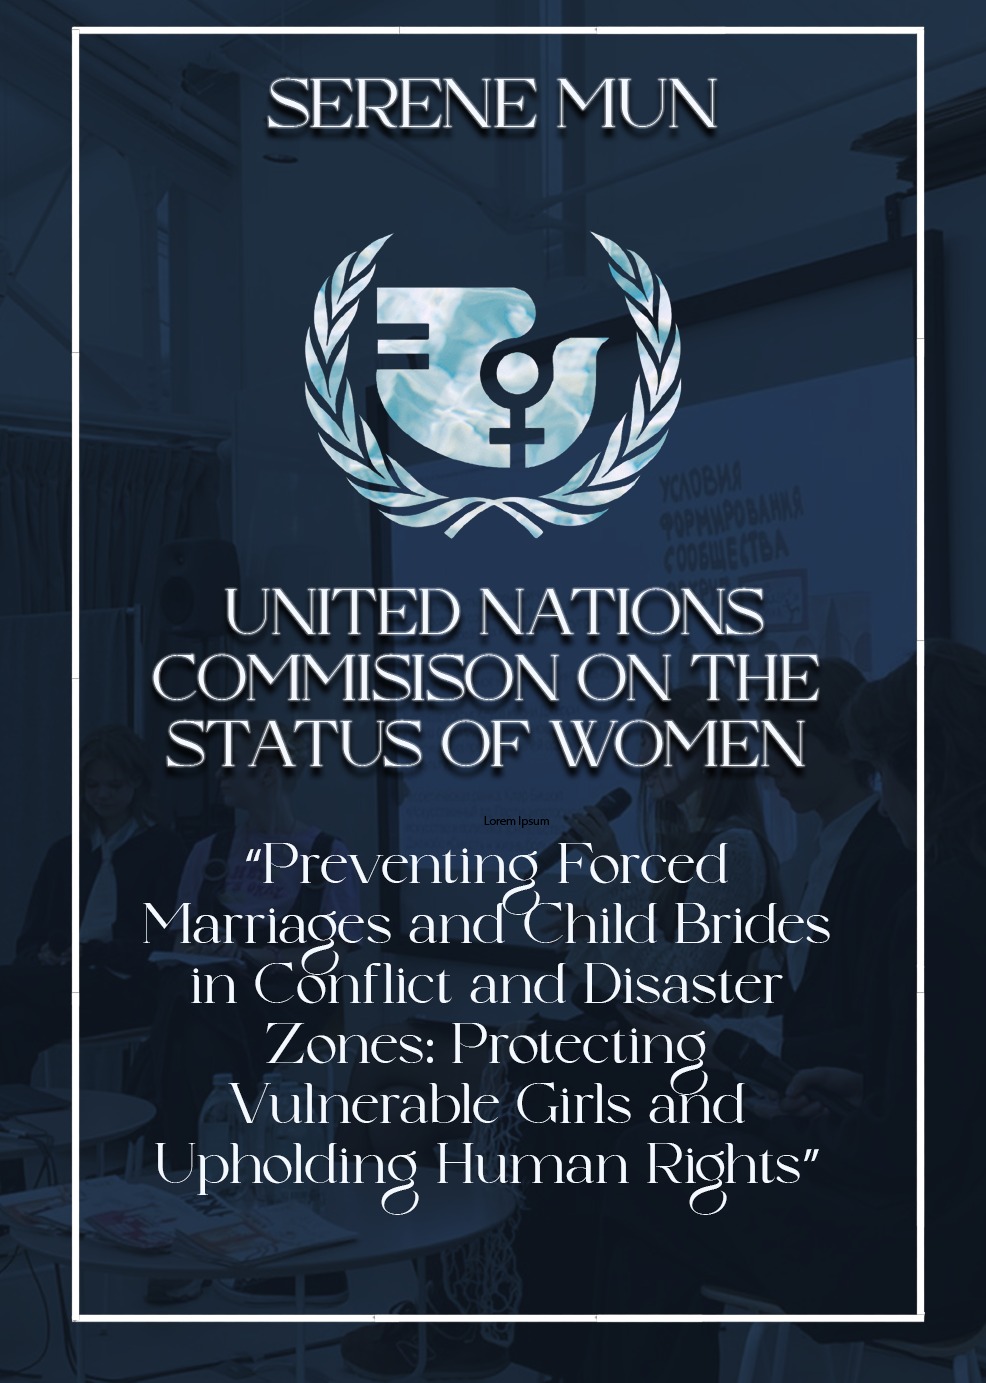 SERENE MUN
УСЛОВИЯ
ФОРМИРОВАНИЯ
СООБЩЕСТВА
UNITED NATIONS
COMMISISON ON THE
STATUS OF WOMEN
Lorem Ipsum
“Preventing Forced
Marriages and Child Brides
in Conflict and Disaster
Zones: Protecting
Vulnerable Girls and
Upholding Human Rights”